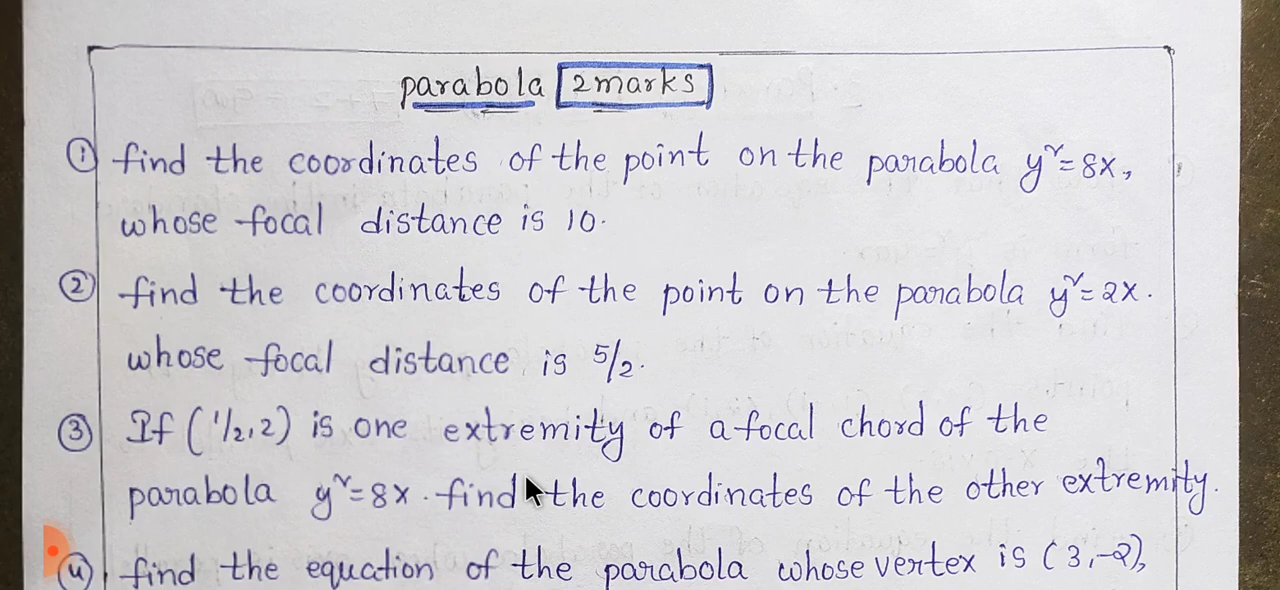 parabola 2marks
① find the coordinates of the point on the parabola y²=8x,
whose focal distance is 10.
② find the coordinates of the point on the parabola y²=2x.
whose focal distance is 5/2.
③ If (1/2,2) is one extremity of a focal chord of the
parabola y²=8x. find the coordinates of the other extremity.
④ find the equation of the parabola whose vertex is (3,-2),